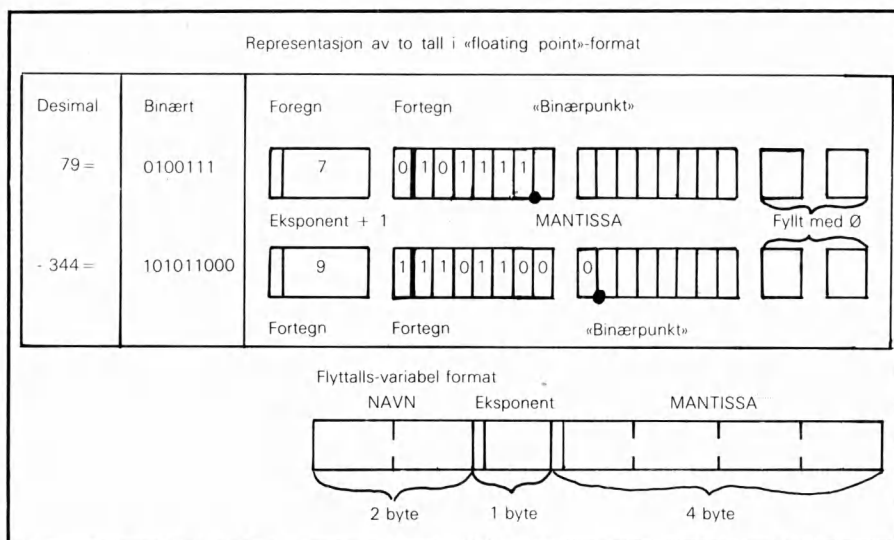 Representasjon av to tall i «floating point»-format
Desimal Binært Foregn Fortegn «Binærpunkt»
79 = 0100111 7 0 1 0 1 1 1 1
Eksponent + 1 MANTISSA Fyllt med Ø
- 344 = 101011000 9 1 1 1 0 1 1 0 0 0
Fortegn Fortegn «Binærpunkt»
Flyttalls-variabel format
NAVN Eksponent MANTISSA
2 byte 1 byte 4 byte